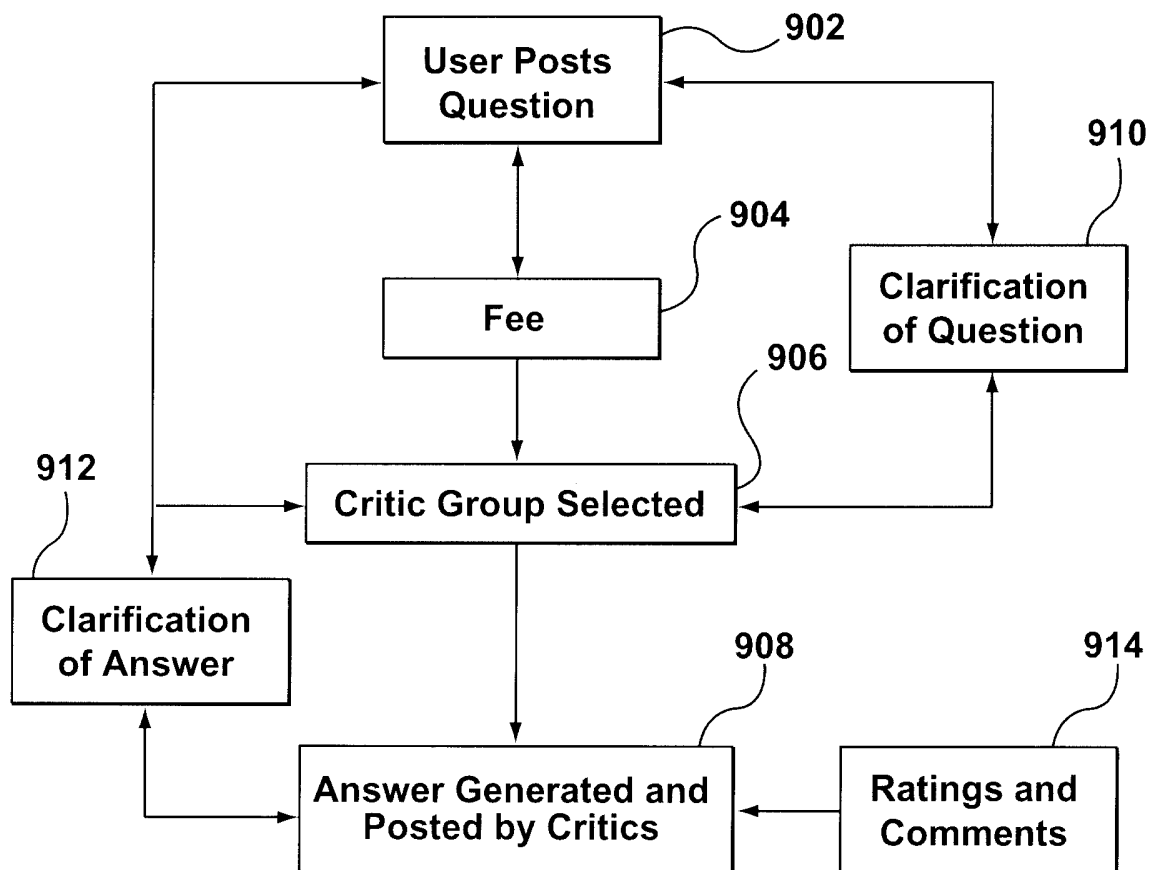 902
User Posts
Question
910
904
Fee
Clarification
of Question
906
912
Critic Group Selected
Clarification
of Answer
908
914
Answer Generated and
Posted by Critics
Ratings and
Comments